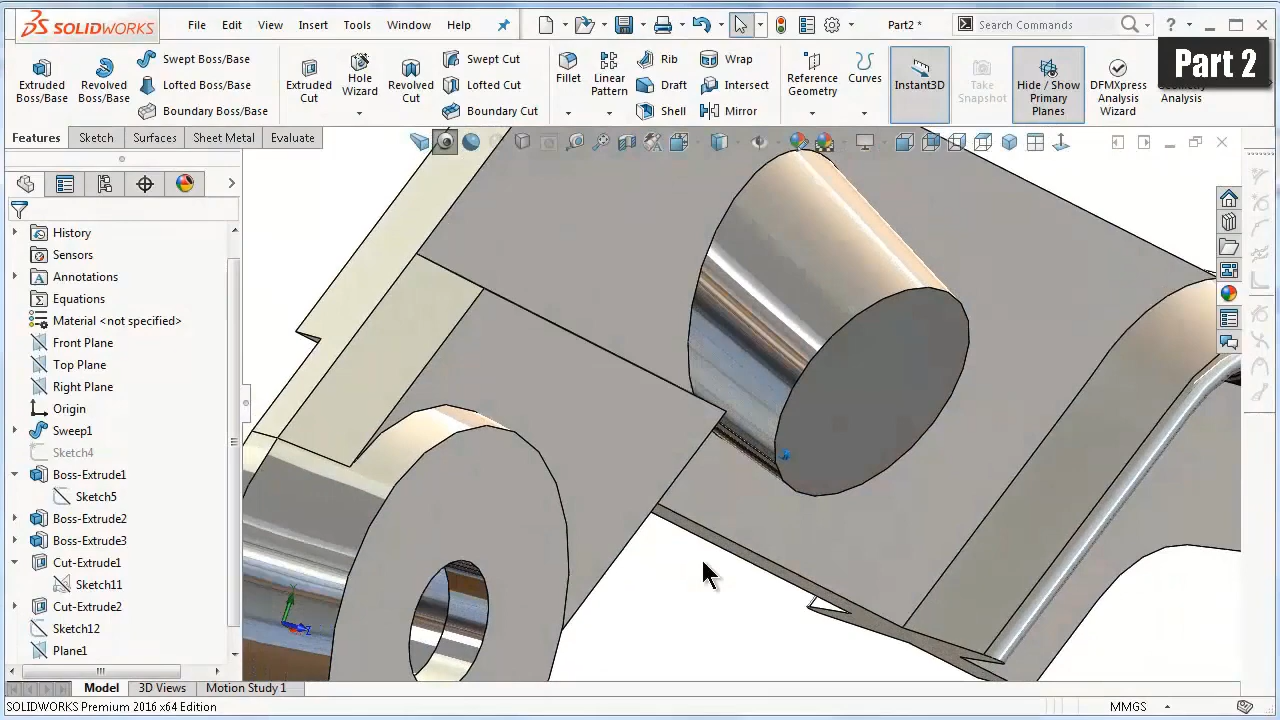 SOLIDWORKS
File Edit View Insert Tools Window Help
Part2 *
Search Commands
Part 2
Extruded Boss/Base
Revolved Boss/Base
Swept Boss/Base
Lofted Boss/Base
Boundary Boss/Base
Extruded Cut
Hole Wizard
Revolved Cut
Swept Cut
Lofted Cut
Boundary Cut
Fillet
Linear Pattern
Rib
Draft
Shell
Wrap
Intersect
Mirror
Reference Geometry
Curves
Instant3D
Take Snapshot
Hide / Show Primary Planes
DFMXpress Analysis Wizard
Analysis
Features Sketch Surfaces Sheet Metal Evaluate
History
Sensors
Annotations
Equations
Material <not specified>
Front Plane
Top Plane
Right Plane
Origin
Sweep1
Sketch4
Boss-Extrude1
Sketch5
Boss-Extrude2
Boss-Extrude3
Cut-Extrude1
Sketch11
Cut-Extrude2
Sketch12
Plane1
Model 3D Views Motion Study 1
SOLIDWORKS Premium 2016 x64 Edition
MMGS